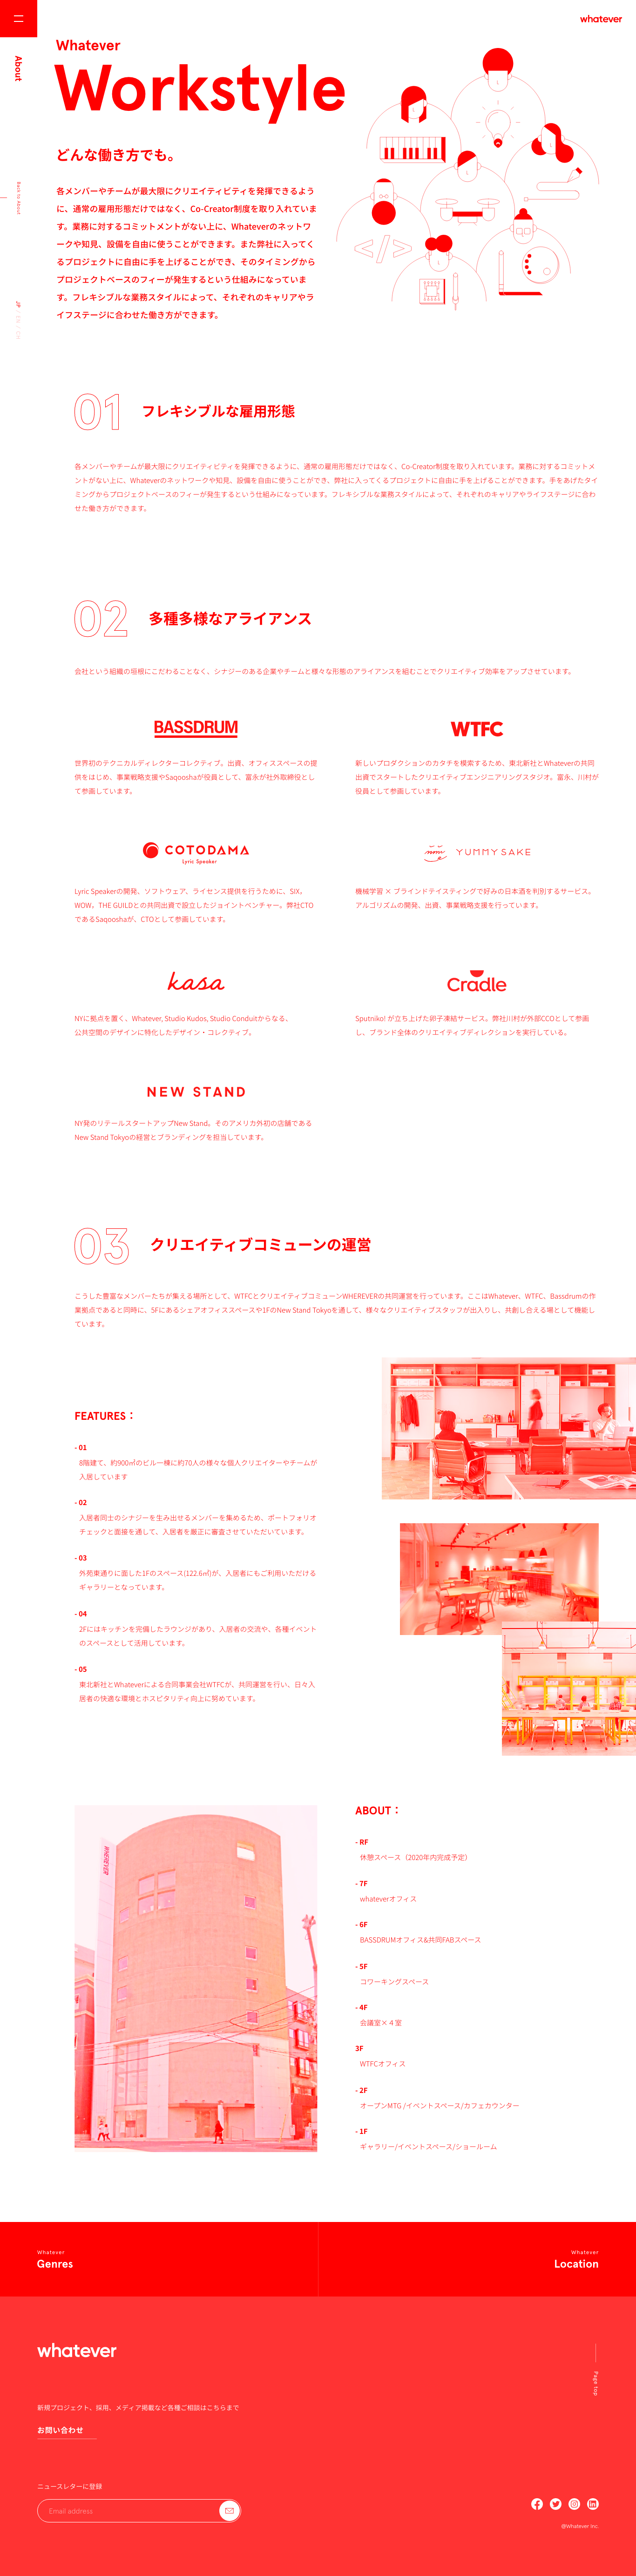 whatever
About
Back to About
JP / EN / CH
Whatever
Workstyle
どんな働き方でも。
各メンバーやチームが最大限にクリエイティビティを発揮できるよう
に、通常の雇用形態だけではなく、Co-Creator制度を取り入れていま
す。業務に対するコミットメントがない上に、Whateverのネットワ
ークや知見、設備を自由に使うことができます。また弊社に入ってく
るプロジェクトに自由に手を上げることができ、そのタイミングから
プロジェクトベースのフィーが発生するという仕組みになっていま
す。フレキシブルな業務スタイルによって、それぞれのキャリアやラ
イフステージに合わせた働き方ができます。
01 フレキシブルな雇用形態
各メンバーやチームが最大限にクリエイティビティを発揮できるように、通常の雇用形態だけではなく、Co-Creator制度を取り入れています。業務に対するコミットメ
ントがない上に、Whateverのネットワークや知見、設備を自由に使うことができ、弊社に入ってくるプロジェクトに自由に手を上げることができます。手をあげたタイ
ミングからプロジェクトベースのフィーが発生するという仕組みになっています。フレキシブルな業務スタイルによって、それぞれのキャリアやライフステージに合わ
せた働き方ができます。
02 多種多様なアライアンス
会社という組織の垣根にこだわることなく、シナジーのある企業やチームと様々な形態のアライアンスを組むことでクリエイティブ効率をアップさせています。
BASSDRUM
世界初のテクニカルディレクターコレクティブ。出資、オフィススペースの提
供をはじめ、事業戦略支援やSaqooshaが役員として、富永が社外取締役とし
て参画しています。
WTFC
新しいプロダクションのカタチを模索するため、東北新社とWhateverの共同
出資でスタートしたクリエイティブエンジニアリングスタジオ。富永、川村が
役員として参画しています。
COTODAMA
Lyric Speaker
Lyric Speakerの開発、ソフトウェア、ライセンス提供を行うために、SIX、
WOW、THE GUILDとの共同出資で設立したジョイントベンチャー。弊社CTO
であるSaqooshaが、CTOとして参画しています。
YUMMY SAKE
機械学習 × ブラインドテイスティングで好みの日本酒を判別するサービス。
アルゴリズムの開発、出資、事業戦略支援を行っています。
kasa
NYに拠点を置く、Whatever, Studio Kudos, Studio Conduitからなる、
公共空間のデザインに特化したデザイン・コレクティブ。
Cradle
Sputniko! が立ち上げた卵子凍結サービス。弊社川村が外部CCOとして参画
し、ブランド全体のクリエイティブディレクションを実行している。
NEW STAND
NY発のリテールスタートアップNew Stand。そのアメリカ外初の店舗である
New Stand Tokyoの経営とブランディングを担当しています。
03 クリエイティブコミューンの運営
こうした豊富なメンバーたちが集える場所として、WTFCとクリエイティブコミューンWHEREVERの共同運営を行っています。ここはWhatever、WTFC、Bassdrumの作
業拠点であると同時に、5Fにあるシェアオフィススペースや1FのNew Stand Tokyoを通して、様々なクリエイティブスタッフが出入りし、共創し合える場として機能し
ています。
FEATURES：
- 01
8階建て、約900㎡のビル一棟に約70人の様々な個人クリエイターやチームが
入居しています
- 02
入居者同士のシナジーを生み出せるメンバーを集めるため、ポートフォリオ
チェックと面接を通して、入居者を厳正に審査させていただいています。
- 03
外苑東通りに面した1Fのスペース(122.6㎡)が、入居者にもご利用いただける
ギャラリーとなっています。
- 04
2Fにはキッチンを完備したラウンジがあり、入居者の交流や、各種イベント
のスペースとして活用しています。
- 05
東北新社とWhateverによる合同事業会社WTFCが、共同運営を行い、日々入
居者の快適な環境とホスピタリティ向上に努めています。
WHEREVER
ABOUT：
- RF
休憩スペース（2020年内完成予定）
- 7F
whateverオフィス
- 6F
BASSDRUMオフィス&共同FABスペース
- 5F
コワーキングスペース
- 4F
会議室×４室
3F
WTFCオフィス
- 2F
オープンMTG /イベントスペース/カフェカウンター
- 1F
ギャラリー/イベントスペース/ショールーム
Whatever
Genres
Whatever
Location
whatever
Page top
新規プロジェクト、採用、メディア掲載など各種ご相談はこちらまで
お問い合わせ
ニュースレターに登録
Email address
@Whatever Inc.